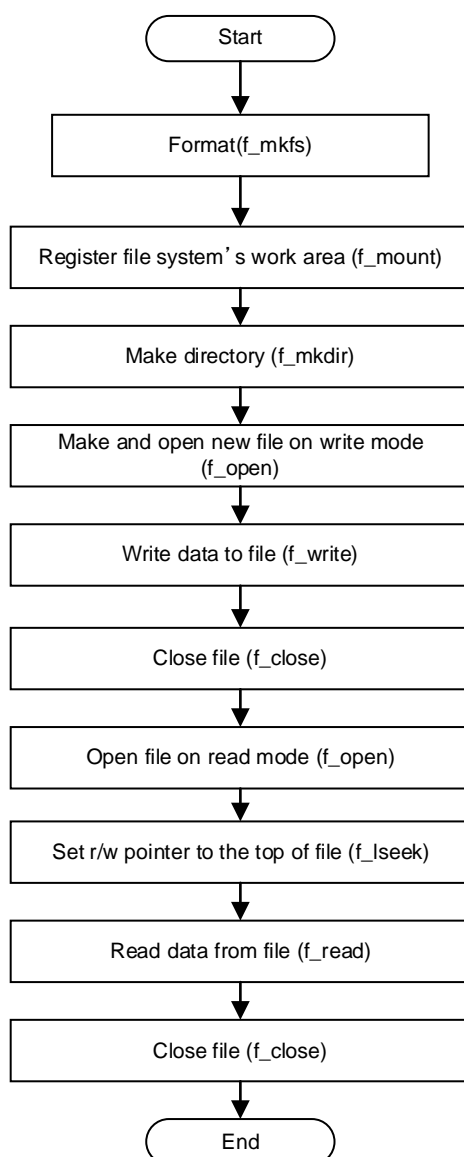 Start
Format(f_mkfs)
Register file system’s work area (f_mount)
Make directory (f_mkdir)
Make and open new file on write mode
(f_open)
Write data to file (f_write)
Close file (f_close)
Open file on read mode (f_open)
Set r/w pointer to the top of file (f_lseek)
Read data from file (f_read)
Close file (f_close)
End